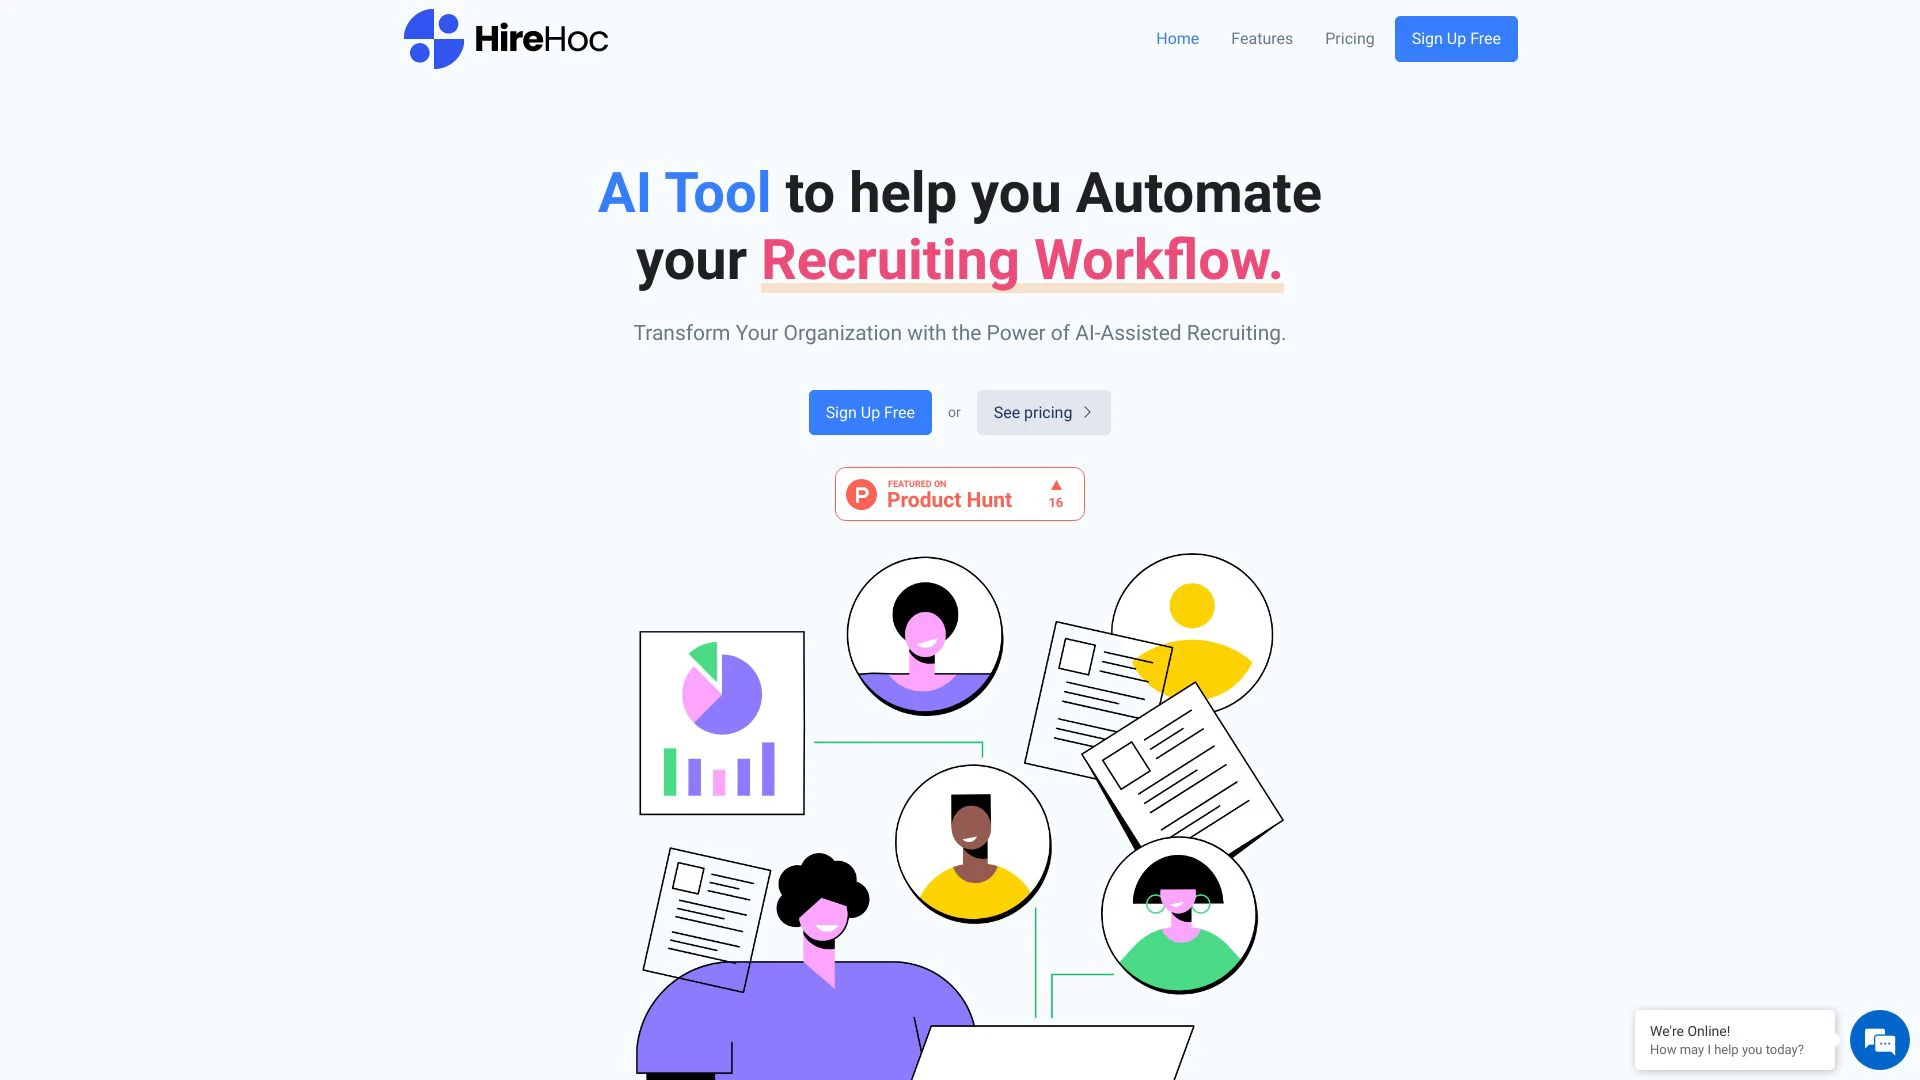 HireHoc
Home
Features
Pricing
Sign Up Free
AI Tool to help you Automate
your Recruiting Workflow.
Transform Your Organization with the Power of AI-Assisted Recruiting.
Sign Up Free
or
See pricing
FEATURED ON
Product Hunt
16
We're Online!
How may I help you today?